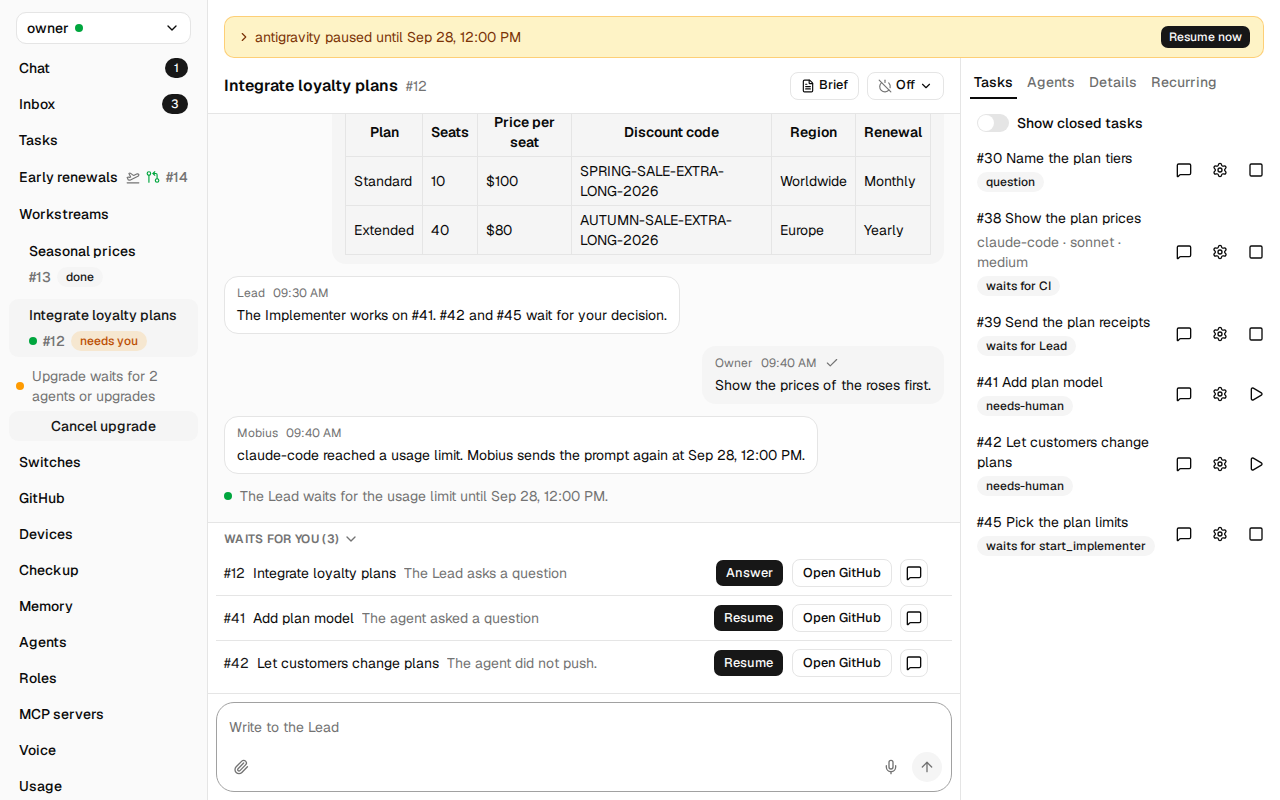 owner
Chat 1
Inbox 3
Tasks
Early renewals #14
Workstreams
Seasonal prices
#13 done
Integrate loyalty plans
#12 needs you
Upgrade waits for 2
agents or upgrades
Cancel upgrade
Switches
GitHub
Devices
Checkup
Memory
Agents
Roles
MCP servers
Voice
Usage
antigravity paused until Sep 28, 12:00 PM
Resume now
Integrate loyalty plans #12
Brief
Off
Plan Seats Price per seat Discount code Region Renewal
Standard 10 $100 SPRING-SALE-EXTRA-LONG-2026 Worldwide Monthly
Extended 40 $80 AUTUMN-SALE-EXTRA-LONG-2026 Europe Yearly
Lead 09:30 AM
The Implementer works on #41. #42 and #45 wait for your decision.
Owner 09:40 AM
Show the prices of the roses first.
Mobius 09:40 AM
claude-code reached a usage limit. Mobius sends the prompt again at Sep 28, 12:00 PM.
The Lead waits for the usage limit until Sep 28, 12:00 PM.
WAITS FOR YOU (3)
#12 Integrate loyalty plans The Lead asks a question Answer Open GitHub
#41 Add plan model The agent asked a question Resume Open GitHub
#42 Let customers change plans The agent did not push. Resume Open GitHub
Write to the Lead
Tasks Agents Details Recurring
Show closed tasks
#30 Name the plan tiers
question
#38 Show the plan prices
claude-code · sonnet ·
medium
waits for CI
#39 Send the plan receipts
waits for Lead
#41 Add plan model
needs-human
#42 Let customers change
plans
needs-human
#45 Pick the plan limits
waits for start_implementer